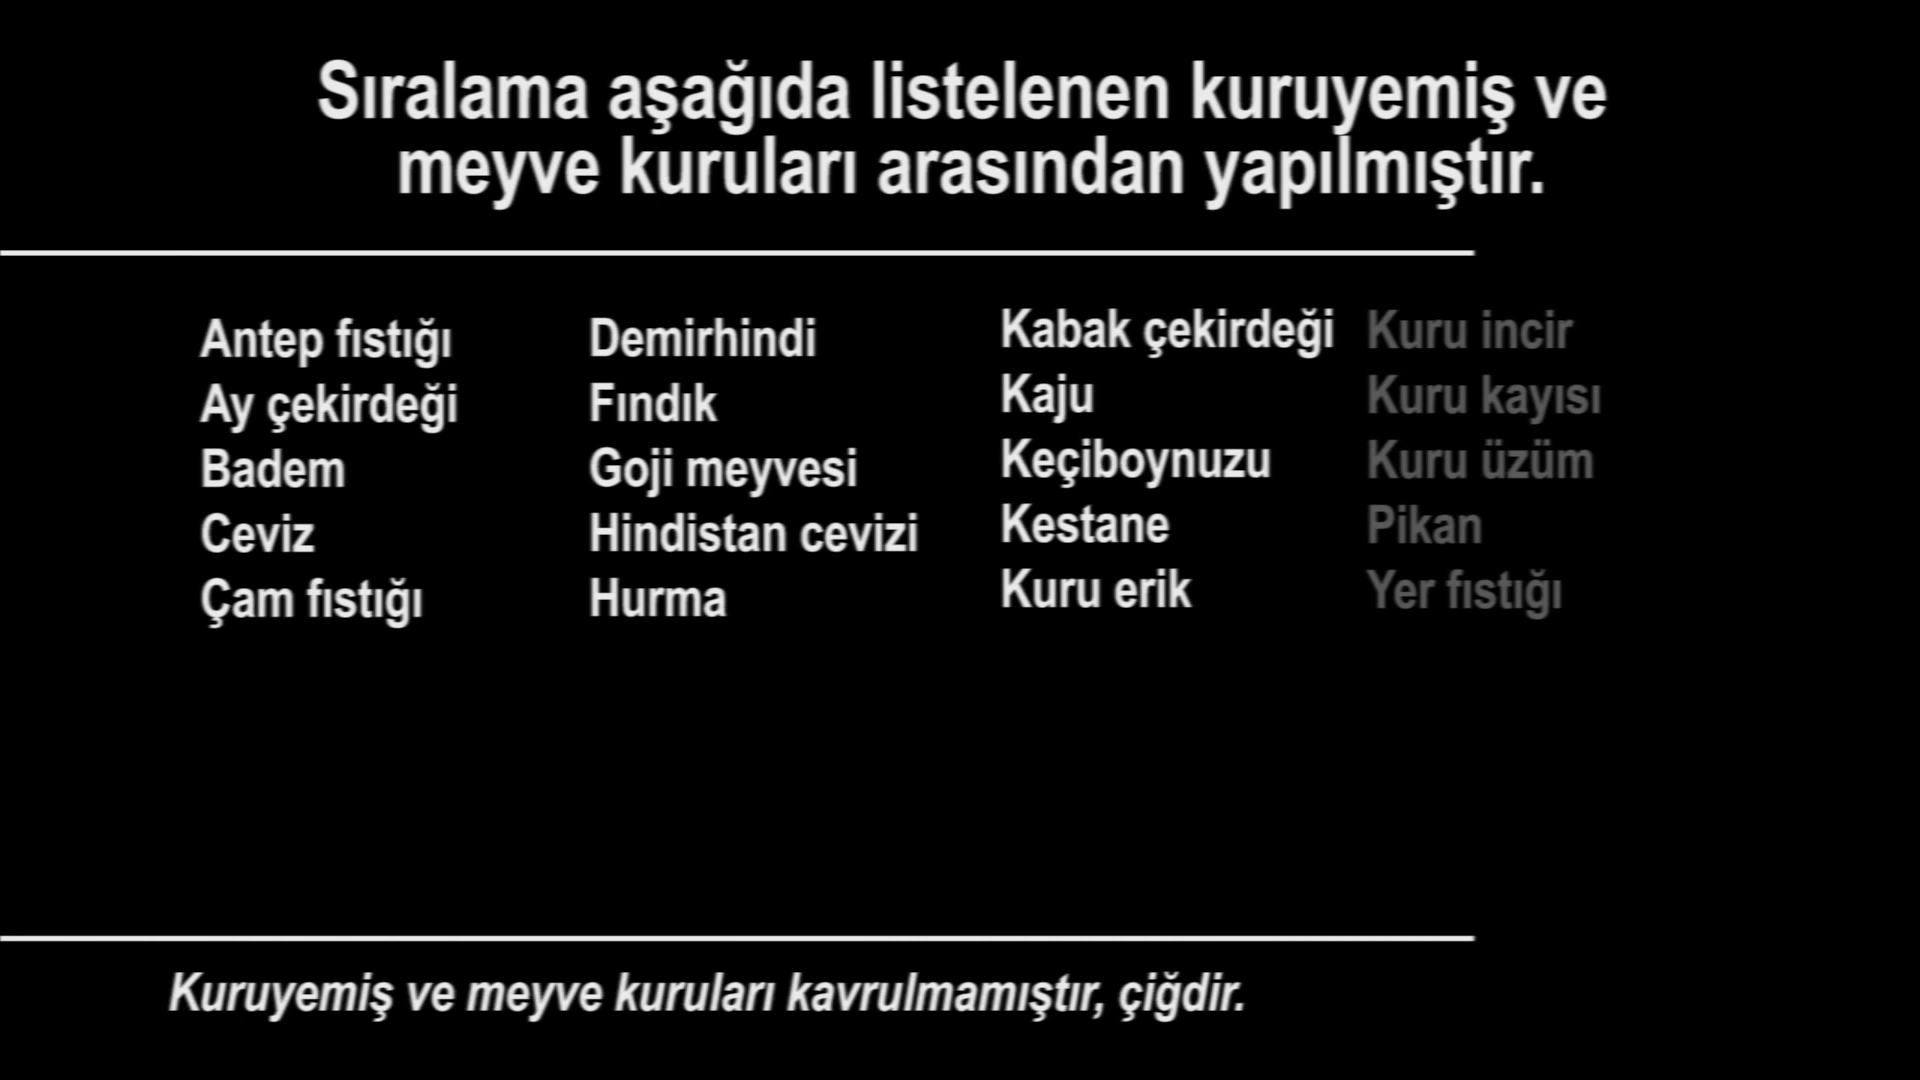 Sıralama aşağıda listelenen kuruyemiş ve
meyve kuruları arasından yapılmıştır.
Antep fıstığı
Ay çekirdeği
Badem
Ceviz
Çam fıstığı
Demirhindi
Fındık
Goji meyvesi
Hindistan cevizi
Hurma
Kabak çekirdeği
Kaju
Keçiboynuzu
Kestane
Kuru erik
Kuru incir
Kuru kayısı
Kuru üzüm
Pikan
Yer fıstığı
Kuruyemiş ve meyve kuruları kavrulmamıştır, çiğdir.